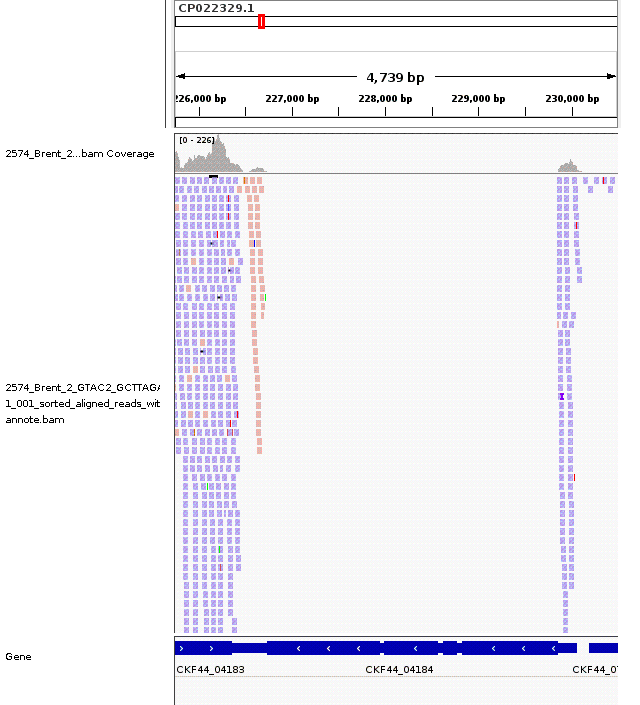 CP022329.1
4,739 bp
226,000 bp 227,000 bp 228,000 bp 229,000 bp 230,000 bp
[0 - 226]
2574_Brent_2...bam Coverage
2574_Brent_2_GTAC2_GCTTAGA
1_001_sorted_aligned_reads_wit
annote.bam
Gene
CKF44_04183 CKF44_04184 CKF44_0